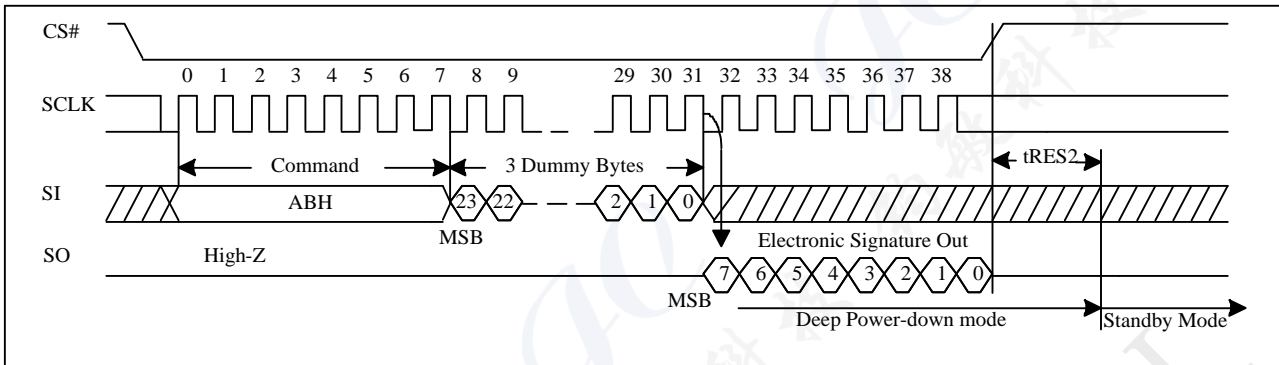 CS#
0 1 2 3 4 5 6 7 8 9 29 30 31 32 33 34 35 36 37 38
SCLK
Command 3 Dummy Bytes tRES2
SI ABH 23 22 2 1 0
MSB
SO High-Z Electronic Signature Out
7 6 5 4 3 2 1 0
MSB
Deep Power-down mode Standby Mode